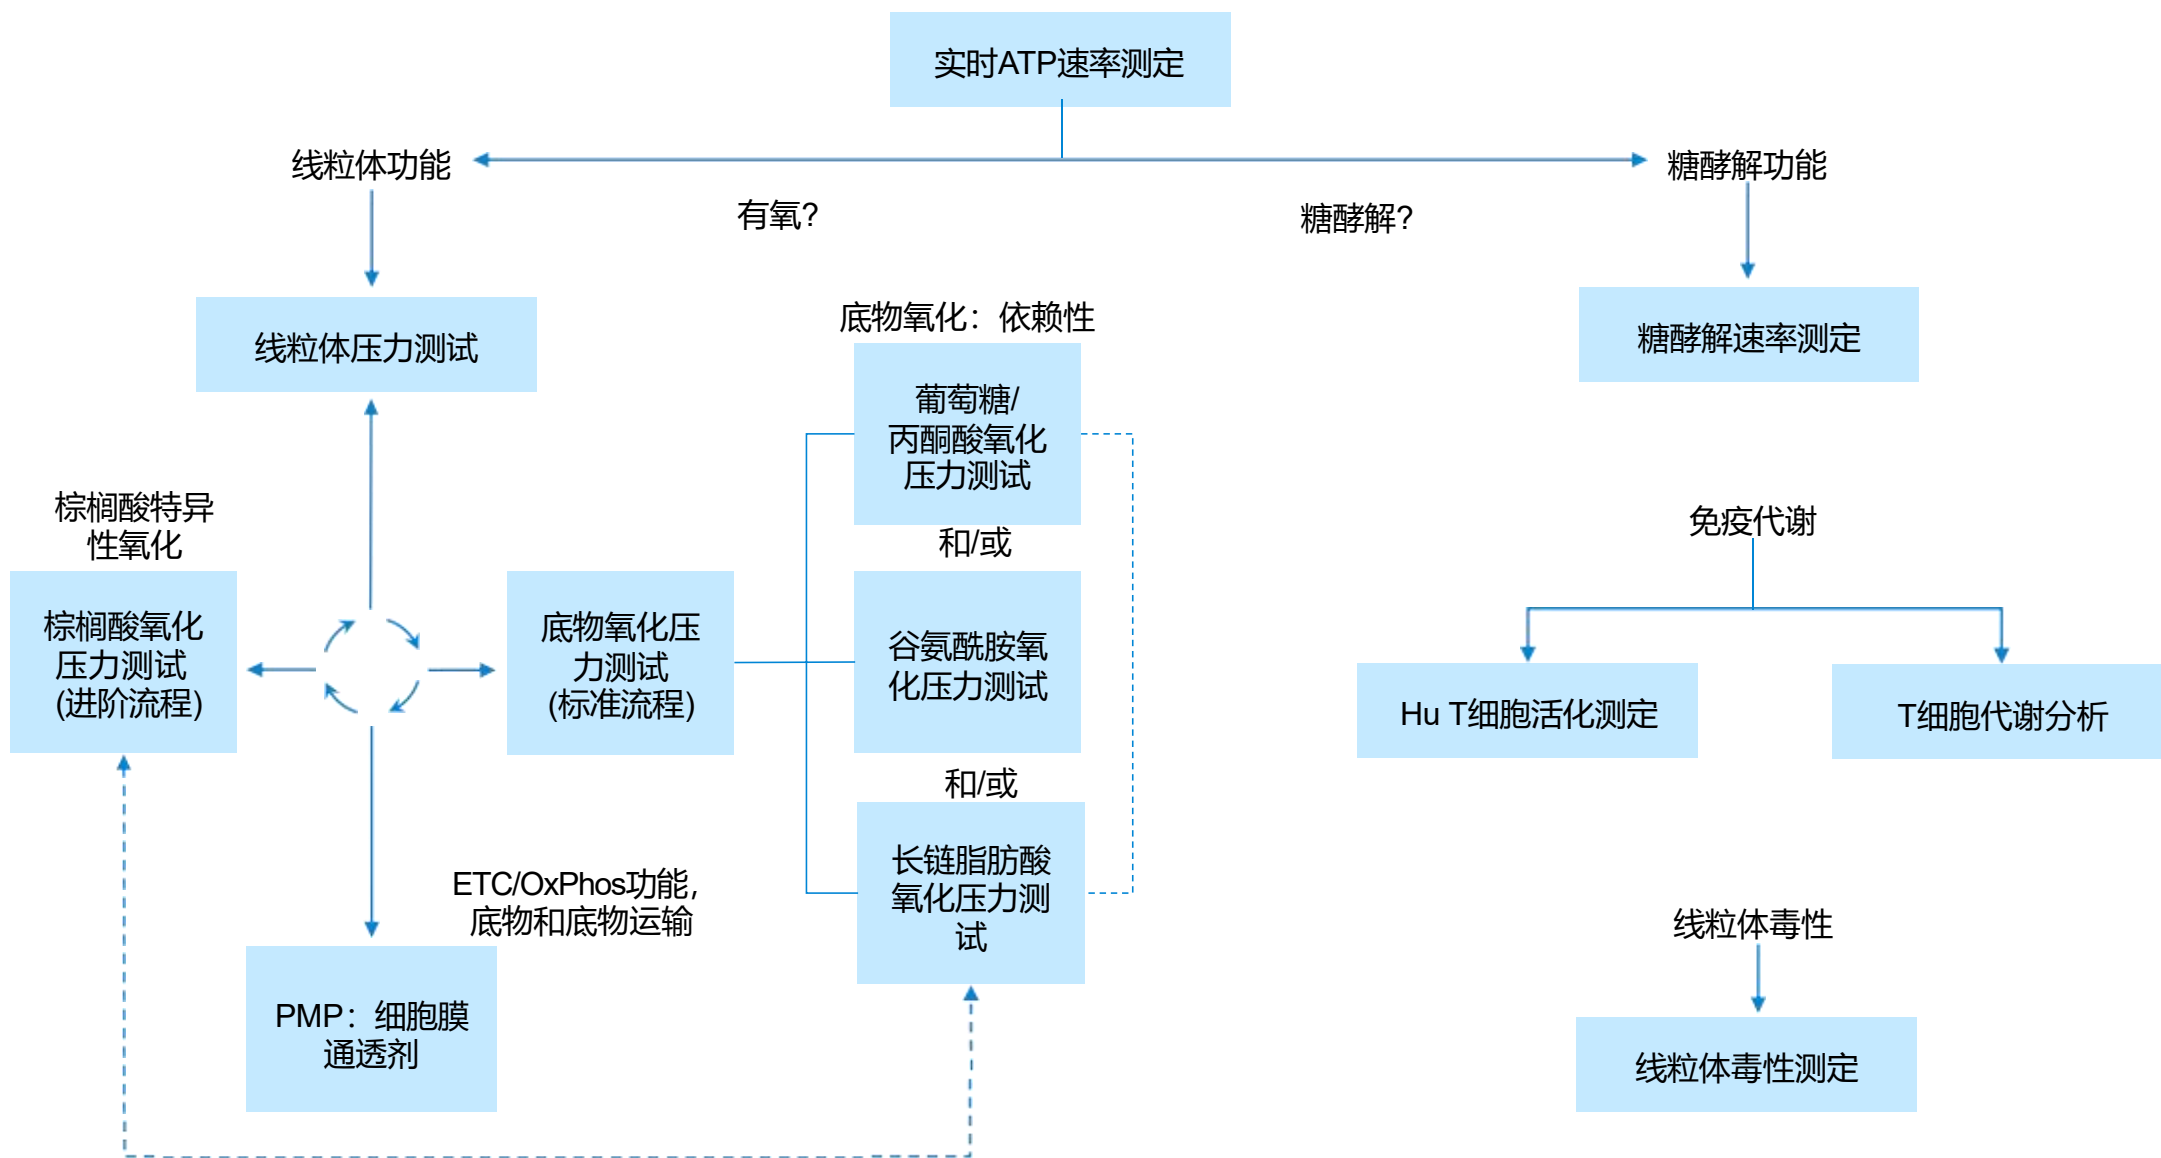 实时ATP速率测定
线粒体功能
糖酵解功能
有氧?
糖酵解?
线粒体压力测试
底物氧化：依赖性
糖酵解速率测定
葡萄糖/
丙酮酸氧化
压力测试
棕榈酸特异
性氧化
和/或
免疫代谢
棕榈酸氧化
压力测试
(进阶流程)
底物氧化压
力测试
(标准流程)
谷氨酰胺氧
化压力测试
Hu T细胞活化测定
T细胞代谢分析
和/或
ETC/OxPhos功能，
底物和底物运输
长链脂肪酸
氧化压力测
试
线粒体毒性
PMP：细胞膜
通透剂
线粒体毒性测定